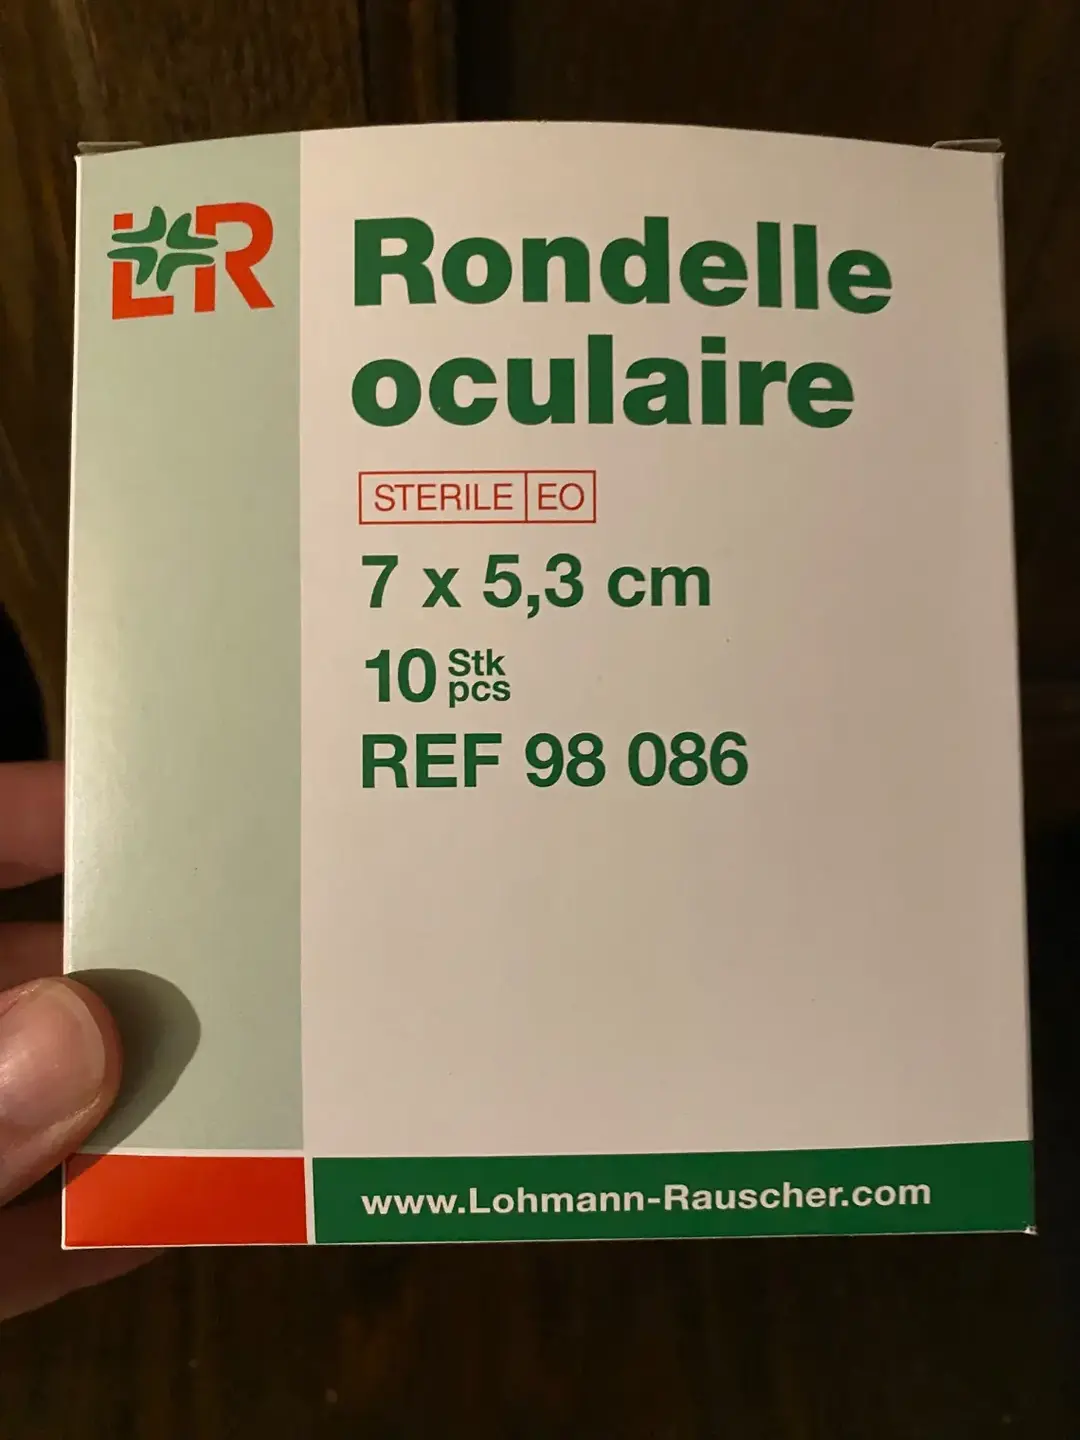 L&R
Rondelle
oculaire
STERILE EO
7 x 5,3 cm
10 Stk
pcs
REF 98 086
www.Lohmann-Rauscher.com